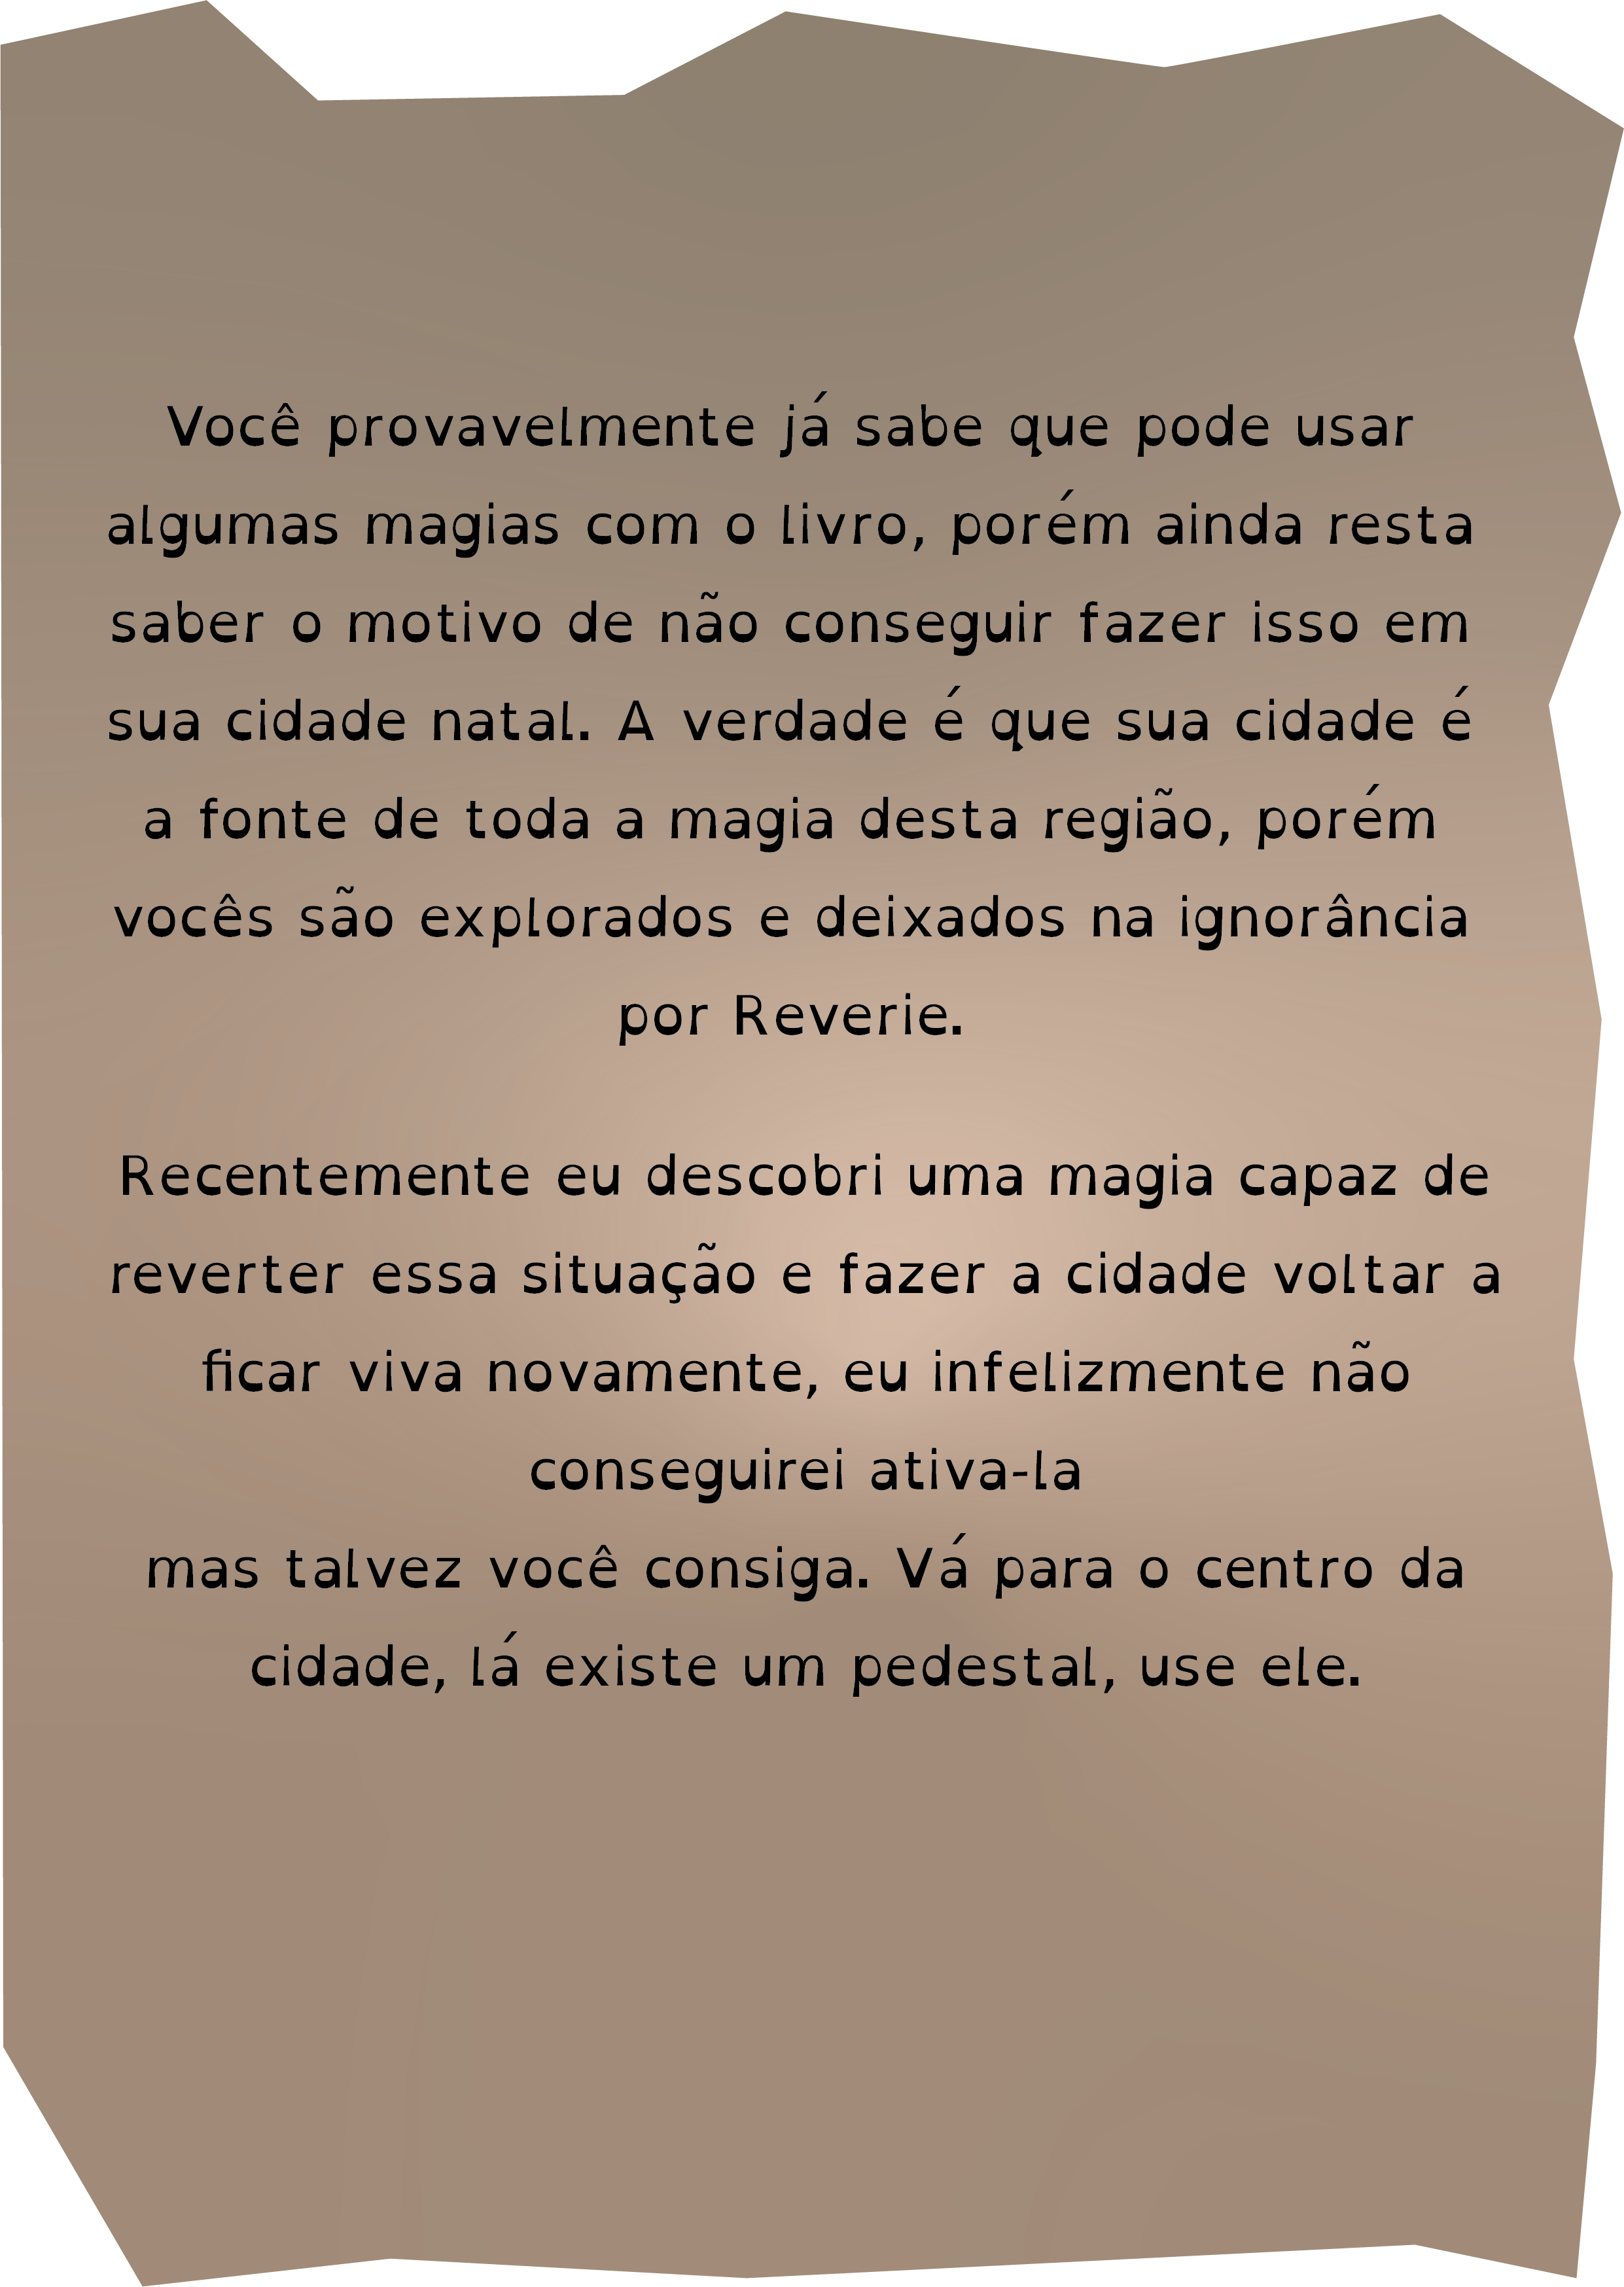 Você provavelmente já sabe que pode usar
algumas magias com o livro, porém ainda resta
saber o motivo de não conseguir fazer isso em
sua cidade natal. A verdade é que sua cidade é
a fonte de toda a magia desta região, porém
vocês são explorados e deixados na ignorância
por Reverie.
Recentemente eu descobri uma magia capaz de
reverter essa situação e fazer a cidade voltar a
ficar viva novamente, eu infelizmente não
conseguirei ativa-la
mas talvez você consiga. Vá para o centro da
cidade, lá existe um pedestal, use ele.